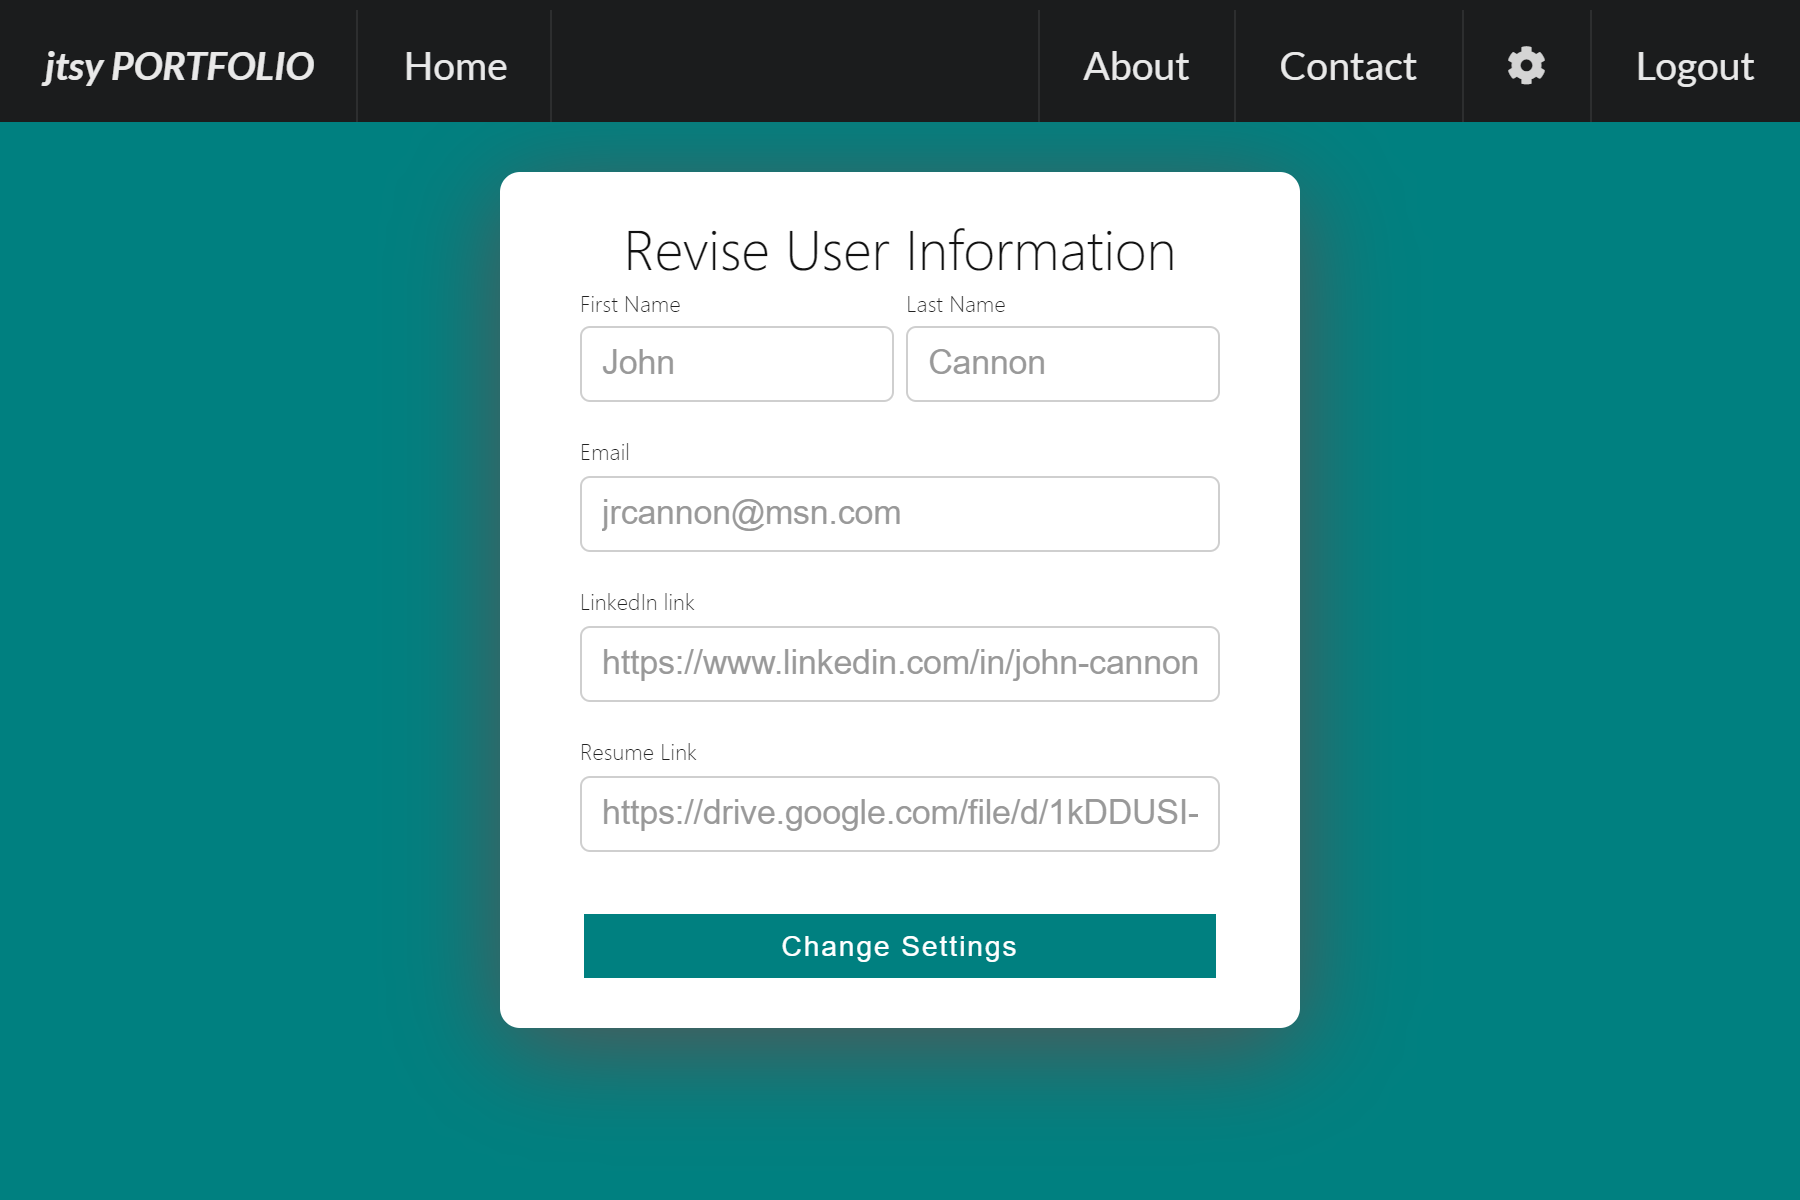 jtsy PORTFOLIO Home About Contact Logout
Revise User Information
First Name Last Name
John Cannon
Email
jrcannon@msn.com
LinkedIn link
https://www.linkedin.com/in/john-cannon
Resume Link
https://drive.google.com/file/d/1kDDUSI-
Change Settings